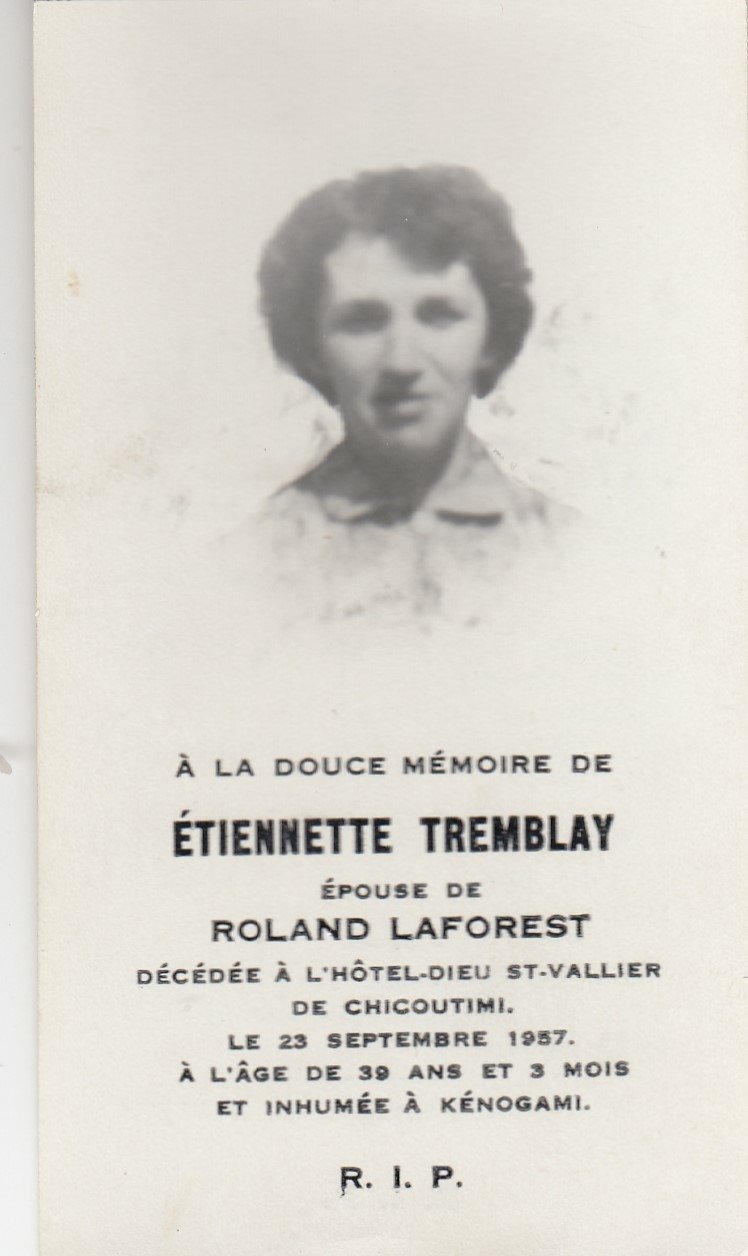 À LA DOUCE MÉMOIRE DE
ÉTIENNETTE TREMBLAY
ÉPOUSE DE
ROLAND LAFOREST
DÉCÉDÉE À L'HÔTEL-DIEU ST-VALLIER
DE CHICOUTIMI.
LE 23 SEPTEMBRE 1957.
À L'ÂGE DE 39 ANS ET 3 MOIS
ET INHUMÉE À KÉNOGAMI.
R. I. P.